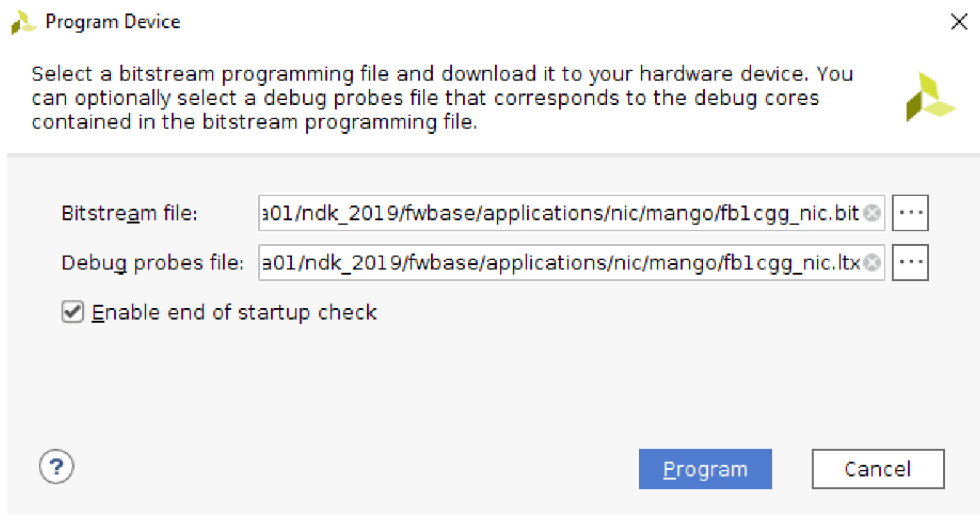 Program Device
Select a bitstream programming file and download it to your hardware device. You
can optionally select a debug probes file that corresponds to the debug cores
contained in the bitstream programming file.
Bitstream file: a01/ndk_2019/fwbase/applications/nic/mango/fb1cgg_nic.bit ...
Debug probes file: a01/ndk_2019/fwbase/applications/nic/mango/fb1cgg_nic.ltx ...
Enable end of startup check
? Program Cancel